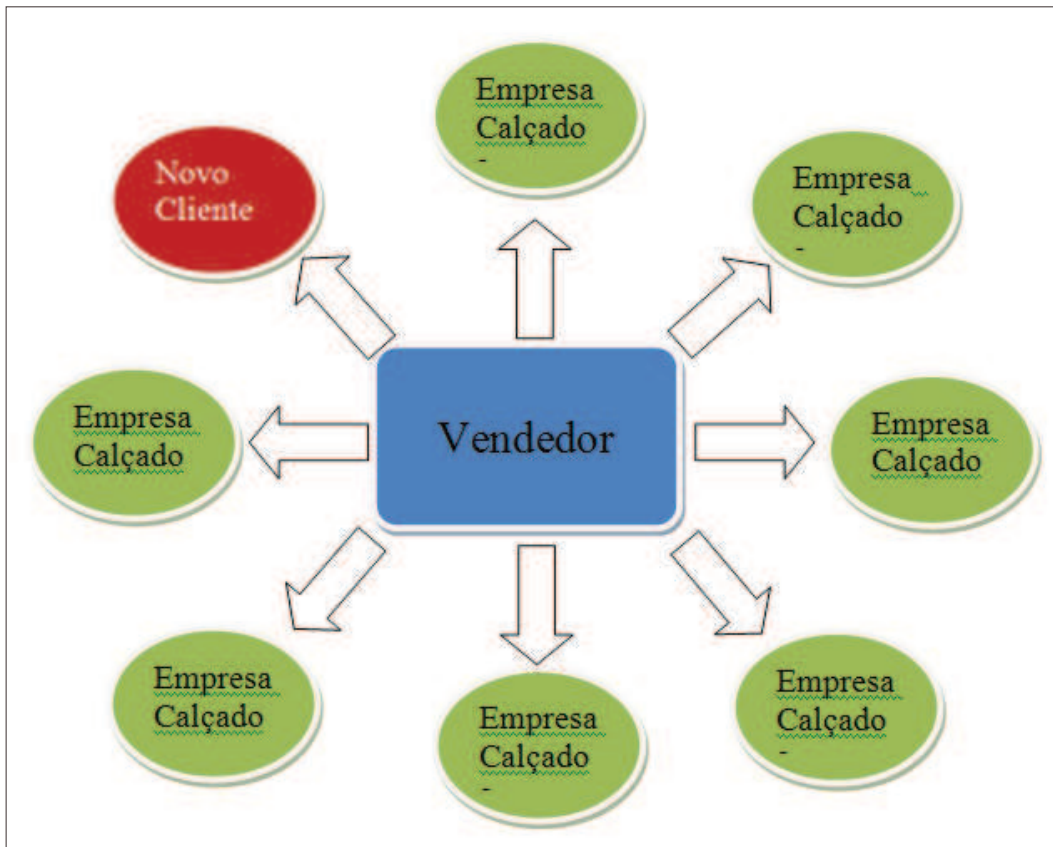 Empresa
Calçado
-
Novo
Cliente
Empresa
Calçado
-
Empresa
Calçado
Vendedor
Empresa
Calçado
Empresa
Calçado
Empresa
Calçado
-
Empresa
Calçado
-